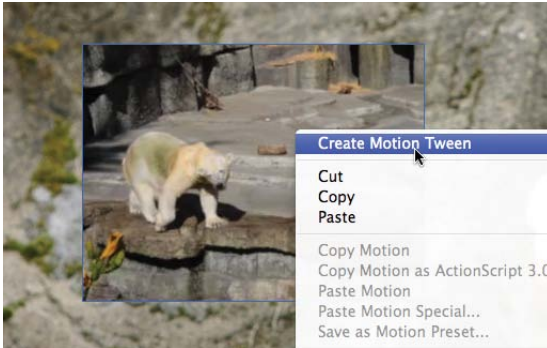 Create Motion Tween
Cut
Copy
Paste
Copy Motion
Copy Motion as ActionScript 3.0
Paste Motion
Paste Motion Special...
Save as Motion Preset...